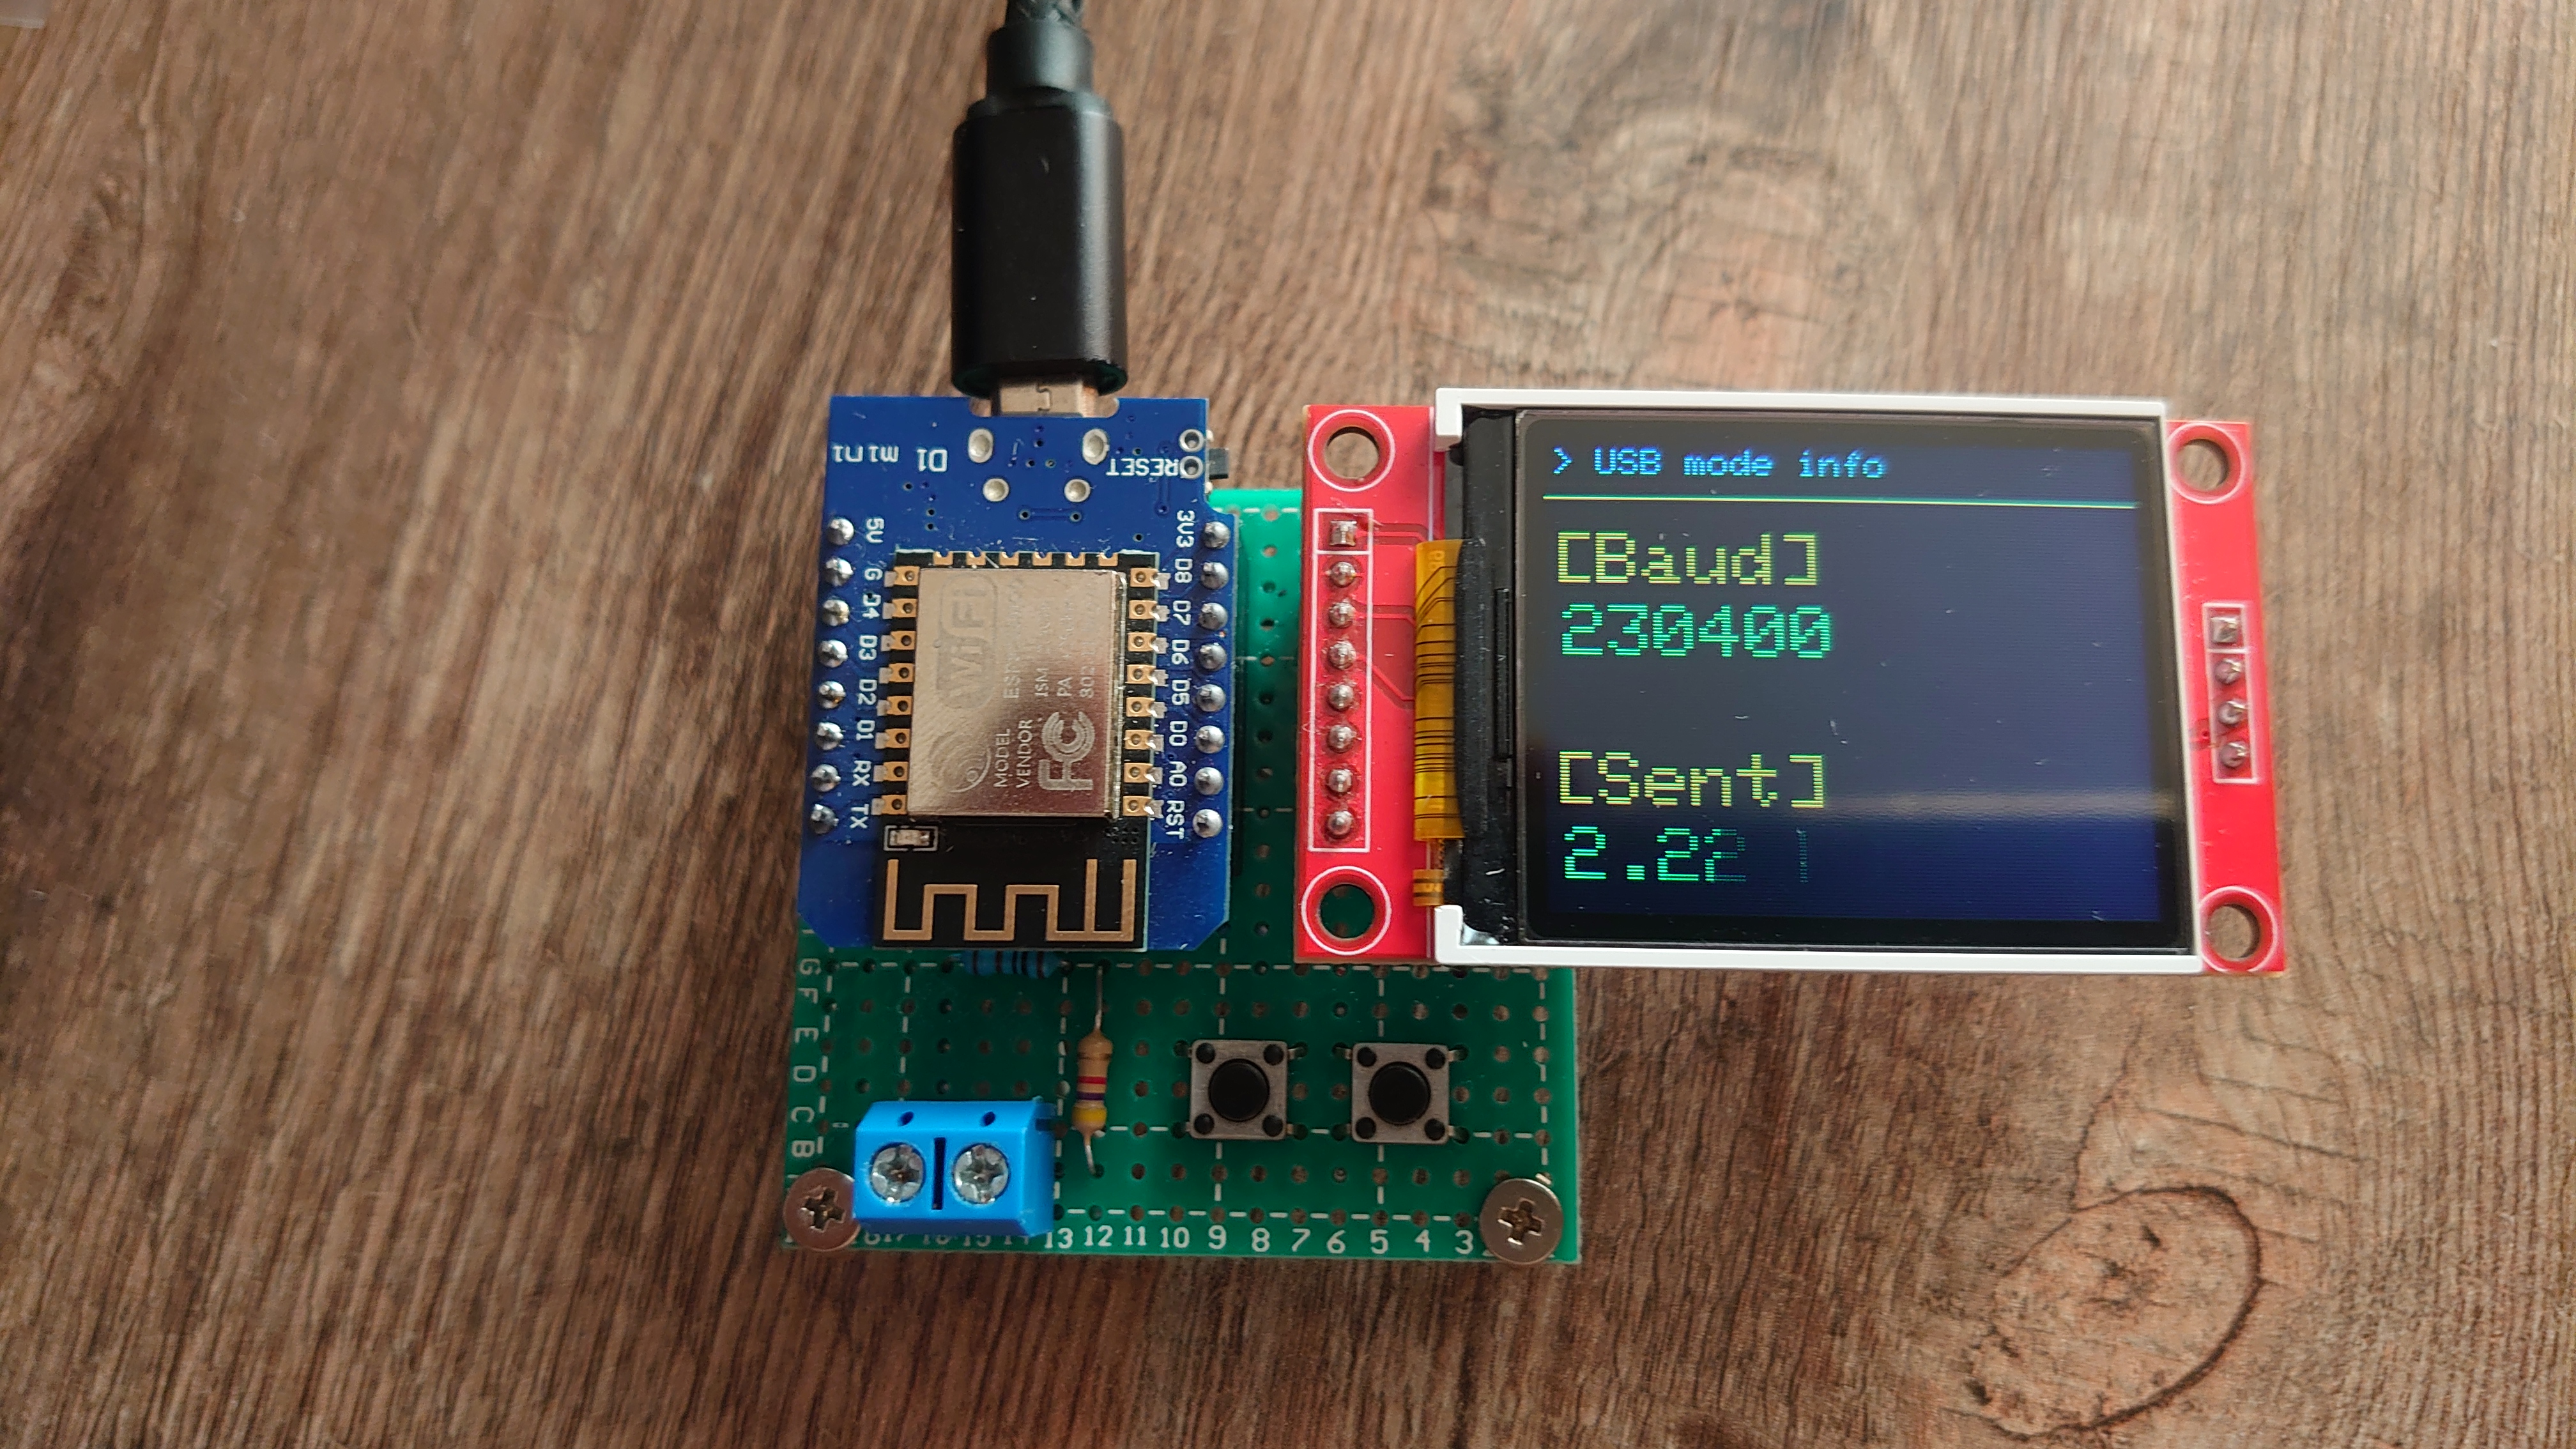 D1 mini
RESET
5V
G
D4
D3
D2
D1
RX
TX
3V3
D8
D7
D6
D5
D0
A0
RST
WiFi
MODEL
VENDOR
ISM
PA
FC
> USB mode info
[Baud]
230400
[Sent]
2.22
G
F
E
D
C
B
13 12 11 10 9 8 7 6 5 4 3